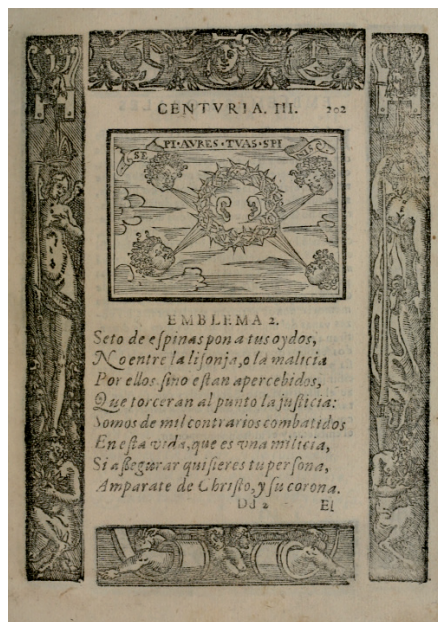 CENTVRIA. III. 202
SE PI·AVRES·TVAS·SPI
EMBLEMA 2.
Seto de eſpinas pon a tus oydos,
No entre la liſonja, o la malicia
Por ellos. ſino eſtan apercebidos,
Que torceran al punto la juſticia:
Somos de mil contrarios combatidos
En eſta vida, que es vna milicia,
Si aſſegurar quiſieres tu perſona,
Amparate de Chriſto, y ſu corona.
Dd 2 El